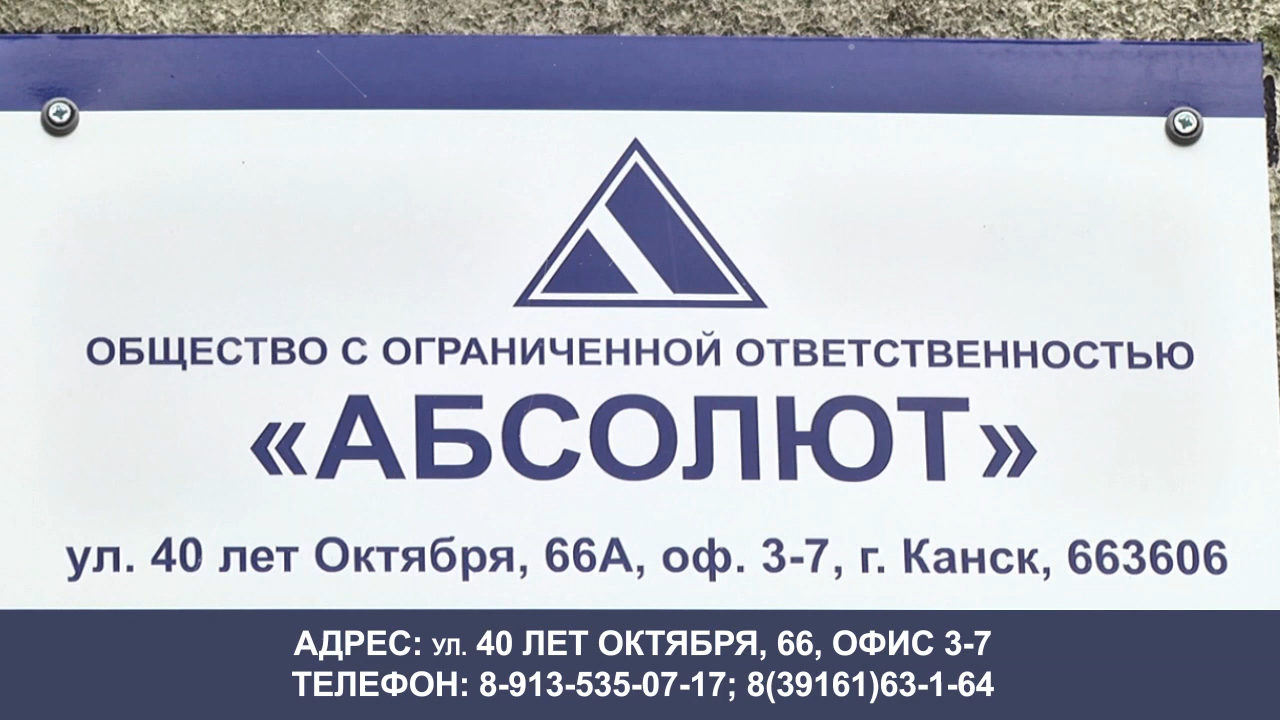 ОБЩЕСТВО С ОГРАНИЧЕННОЙ ОТВЕТСТВЕННОСТЬЮ
«АБСОЛЮТ»
ул. 40 лет Октября, 66А, оф. 3-7, г. Канск, 663606
АДРЕС: ул. 40 ЛЕТ ОКТЯБРЯ, 66, ОФИС 3-7
ТЕЛЕФОН: 8-913-535-07-17; 8(39161)63-1-64